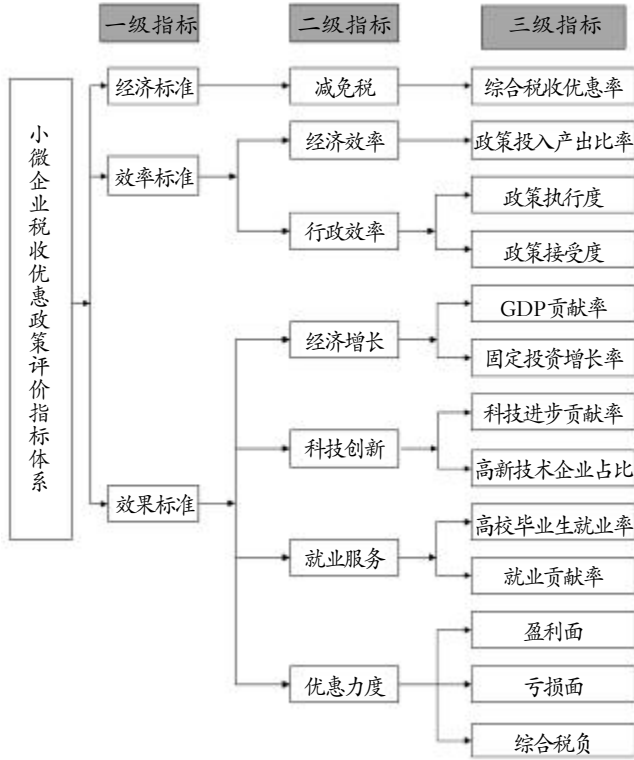 一级指标
二级指标
三级指标
小微企业税收优惠政策评价指标体系
经济标准
减免税
综合税收优惠率
效率标准
经济效率
政策投入产出比率
行政效率
政策执行度
政策接受度
效果标准
经济增长
GDP贡献率
固定投资增长率
科技创新
科技进步贡献率
高新技术企业占比
就业服务
高校毕业生就业率
就业贡献率
优惠力度
盈利面
亏损面
综合税负